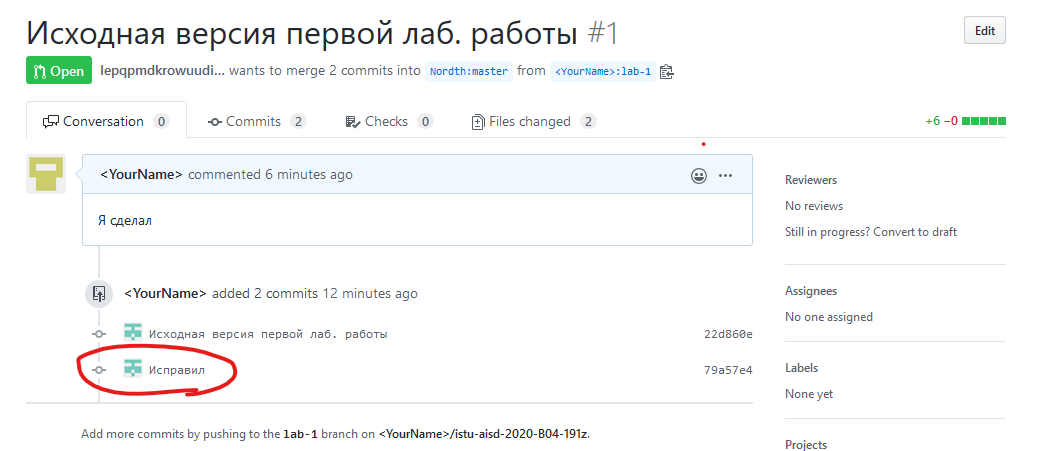 Исходная версия первой лаб. работы #1
Edit
Open lepqpmdkrowuudi... wants to merge 2 commits into Nordth:master from <YourName>:lab-1
Conversation 0 Commits 2 Checks 0 Files changed 2 +6 −0
<YourName> commented 6 minutes ago
Я сделал
<YourName> added 2 commits 12 minutes ago
Исходная версия первой лаб. работы 22d860e
Исправил 79a57e4
Add more commits by pushing to the lab-1 branch on <YourName>/istu-aisd-2020-B04-191z.
Reviewers
No reviews
Still in progress? Convert to draft
Assignees
No one assigned
Labels
None yet
Projects